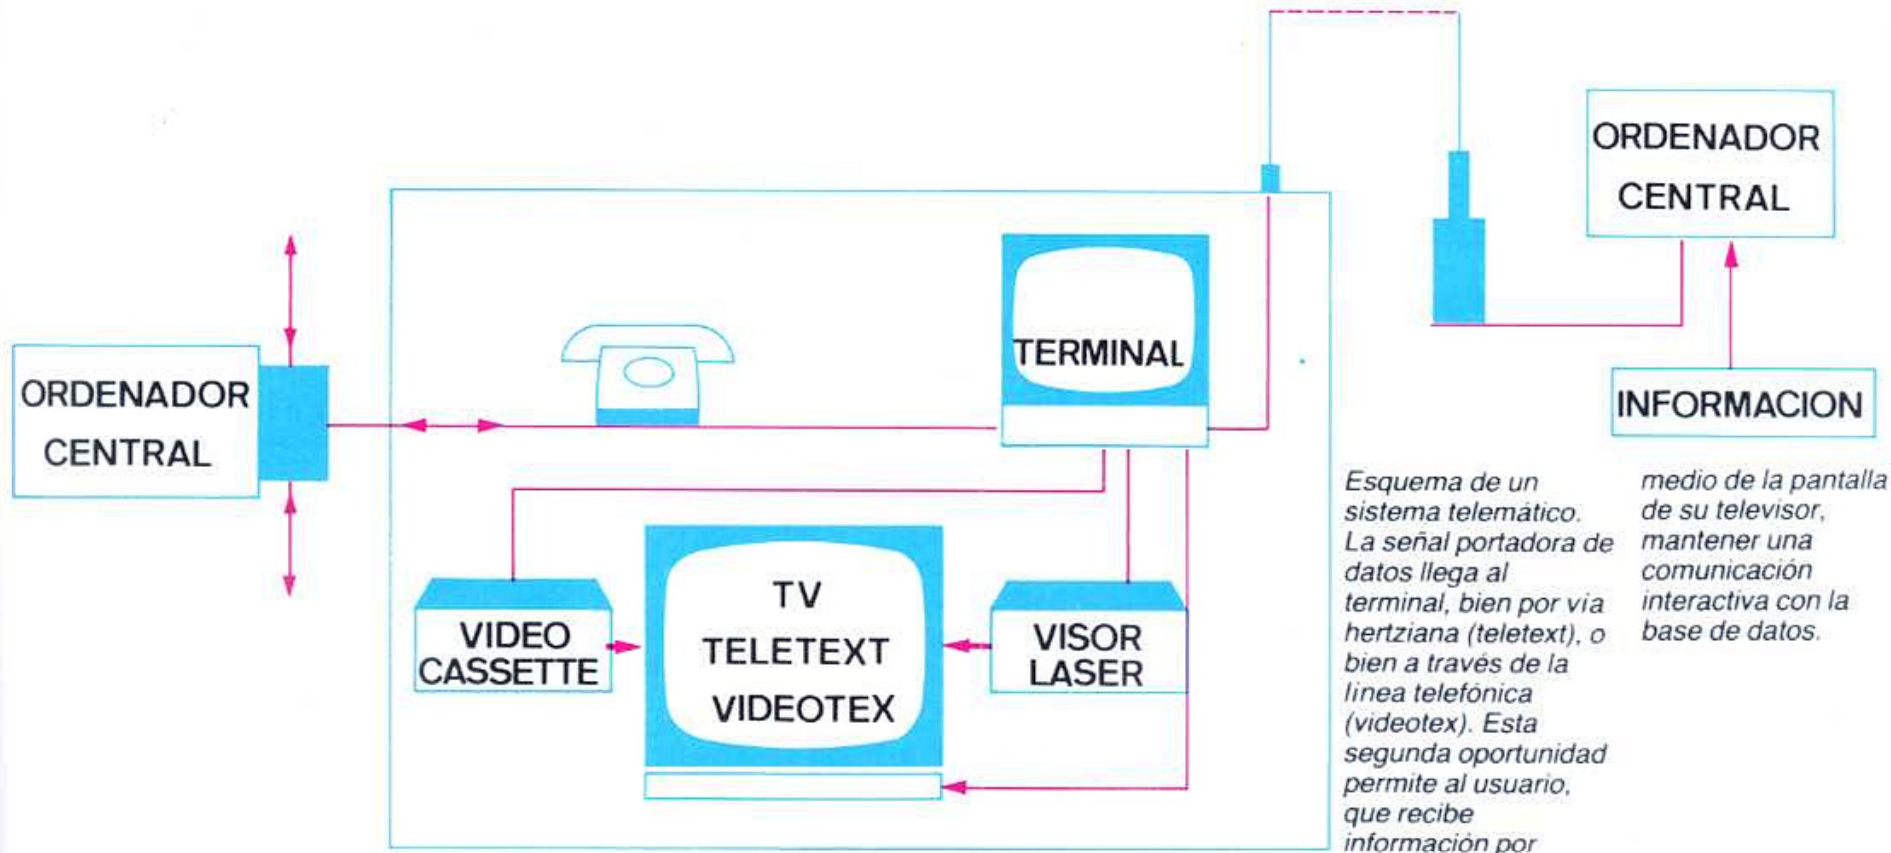 ORDENADOR
CENTRAL
TERMINAL
VIDEO
CASSETTE
TV
TELETEXT
VIDEOTEX
VISOR
LASER
ORDENADOR
CENTRAL
INFORMACION
Esquema de un
sistema telemático.
La señal portadora de
datos llega al
terminal, bien por vía
hertziana (teletext), o
bien a través de la
línea telefónica
(videotex). Esta
segunda oportunidad
permite al usuario,
que recibe
información por
medio de la pantalla
de su televisor,
mantener una
comunicación
interactiva con la
base de datos.